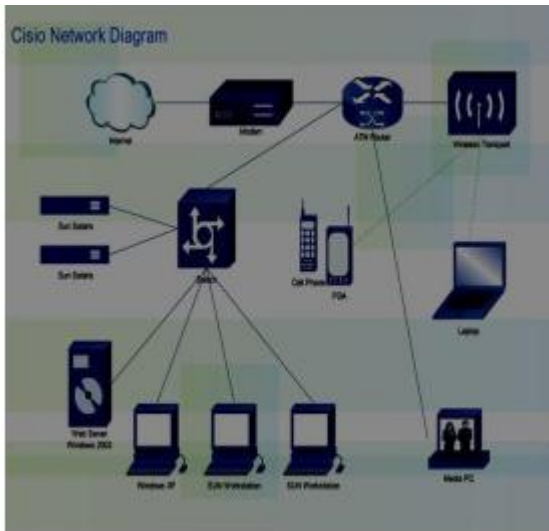 Cisio Network Diagram
Internet
Modem
ATM Router
Wireless Transport
Sun Solaris
Sun Solaris
Switch
Cell Phone
PDA
Laptop
Web Server
Windows
Windows XP
SUN Workstation
SUN Workstation
Media PC